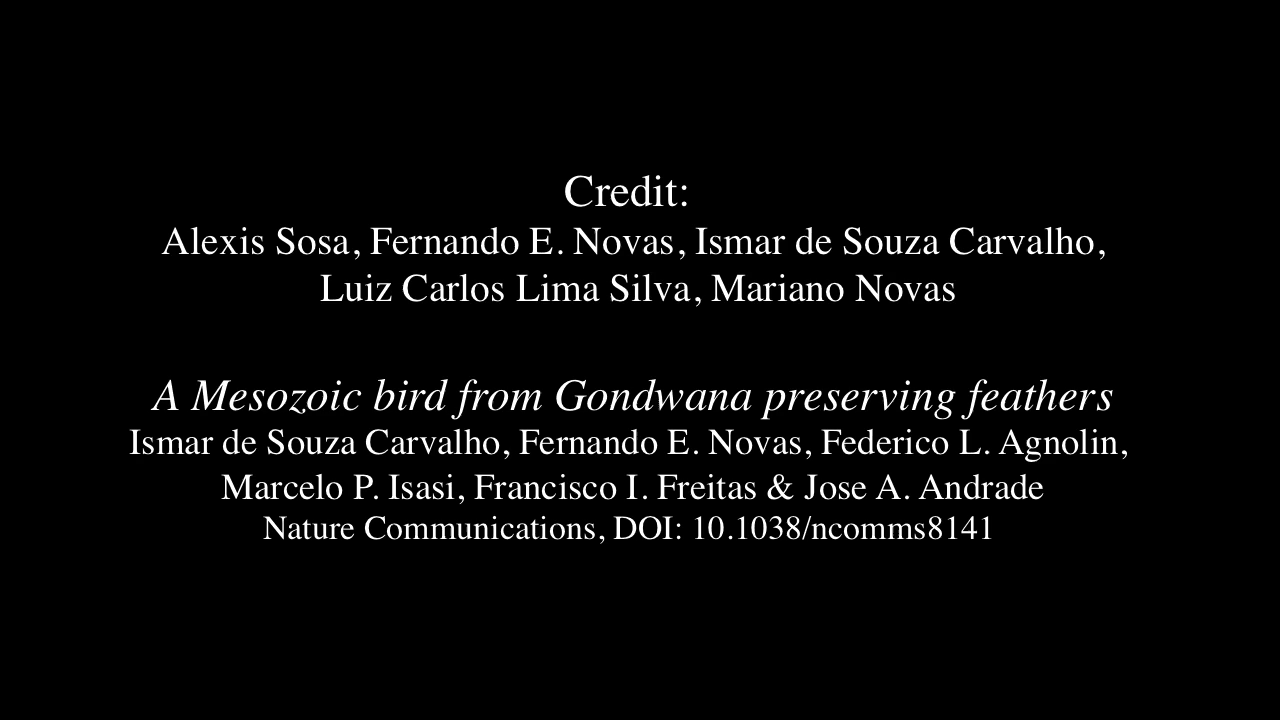 Credit:
Alexis Sosa, Fernando E. Novas, Ismar de Souza Carvalho,
Luiz Carlos Lima Silva, Mariano Novas
A Mesozoic bird from Gondwana preserving feathers
Ismar de Souza Carvalho, Fernando E. Novas, Federico L. Agnolin,
Marcelo P. Isasi, Francisco I. Freitas & Jose A. Andrade
Nature Communications, DOI: 10.1038/ncomms8141